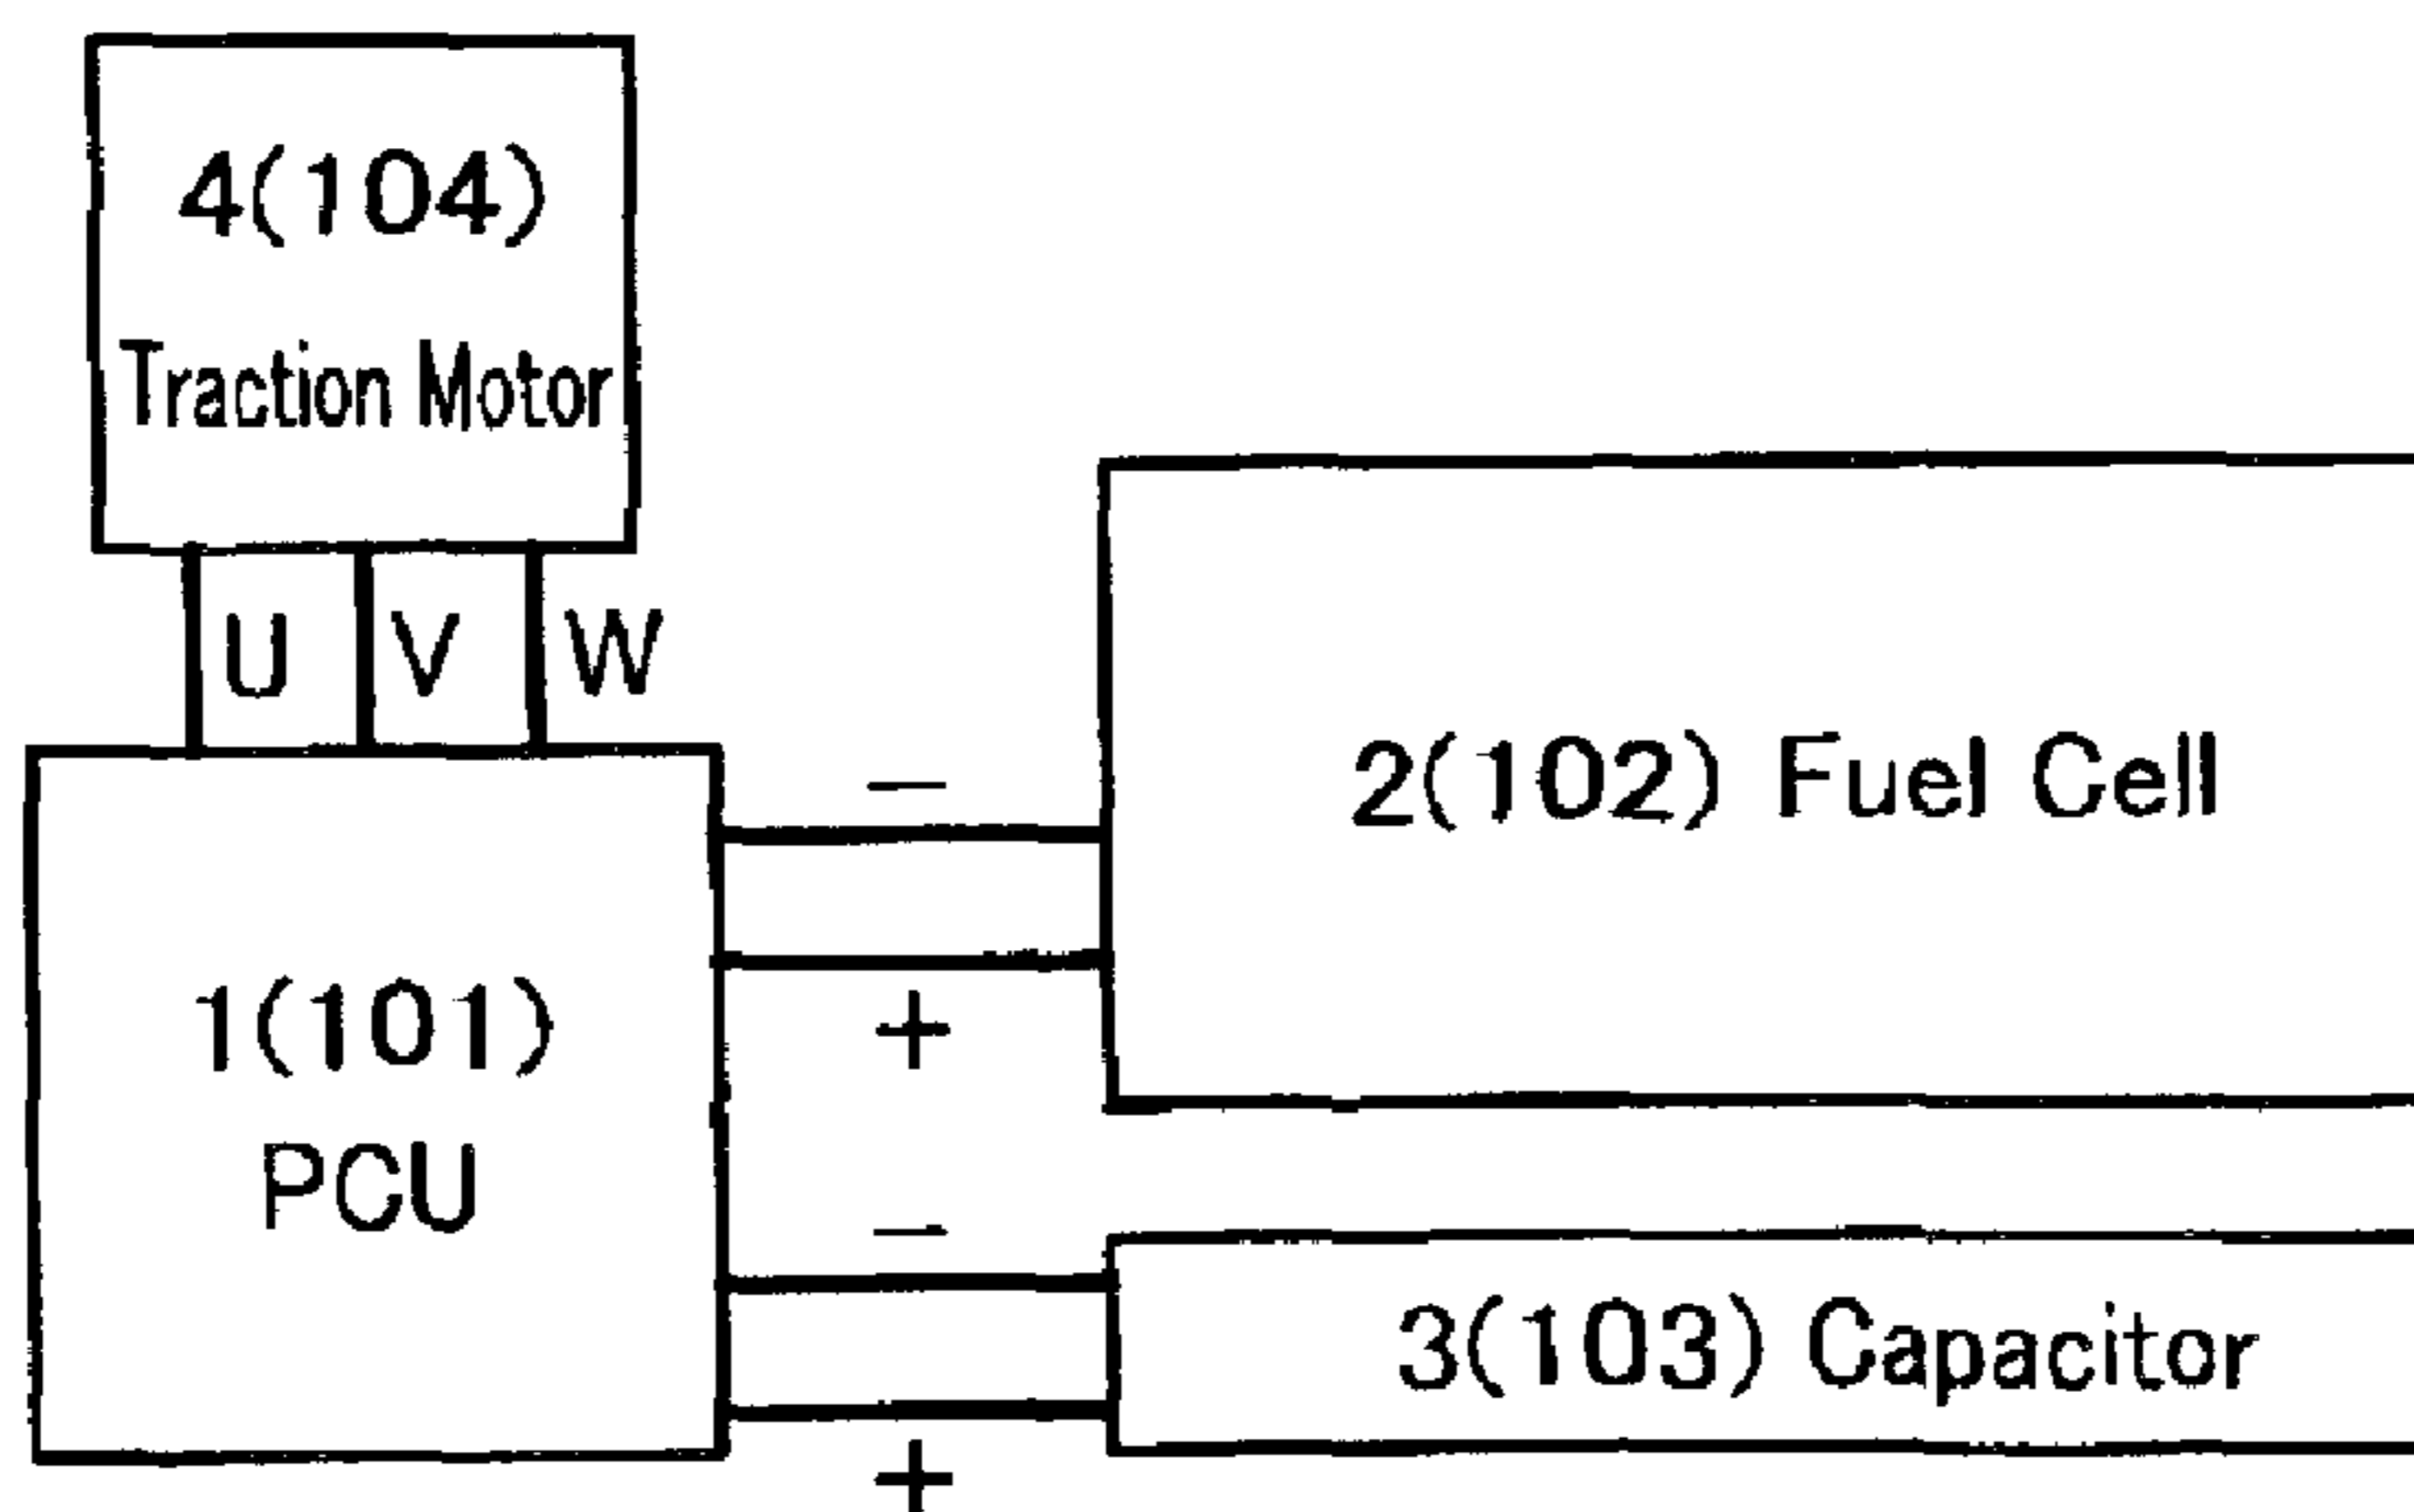 4(104)
Traction Motor
U V W
−
2(102) Fuel Cell
+
1(101)
PCU
−
3(103) Capacitor
+